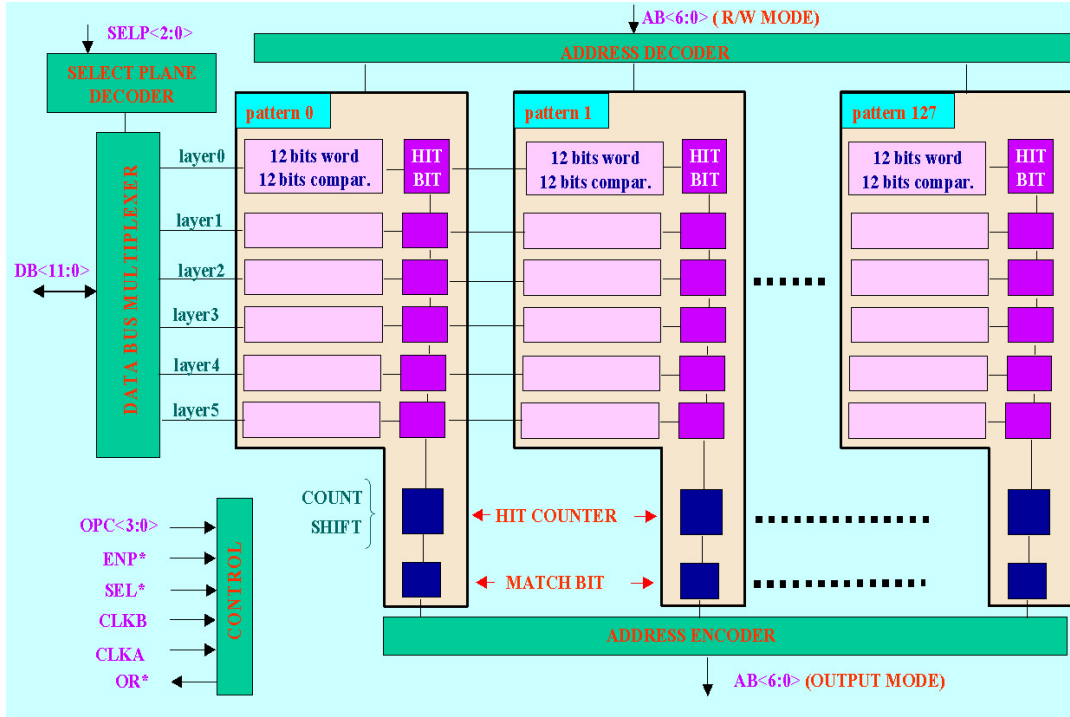 AB<6:0> (R/W MODE)
SELP<2:0>
ADDRESS DECODER
SELECT PLANE
DECODER
pattern 0
pattern 1
pattern 127
layer0
12 bits word
12 bits compar.
HIT
BIT
12 bits word
12 bits compar.
HIT
BIT
12 bits word
12 bits compar.
HIT
BIT
layer1
layer2
layer3
layer4
layer5
DB<11:0>
DATA BUS MULTIPLEXER
COUNT
SHIFT
HIT COUNTER
MATCH BIT
OPC<3:0>
ENP*
SEL*
CLKB
CLKA
OR*
CONTROL
ADDRESS ENCODER
AB<6:0> (OUTPUT MODE)